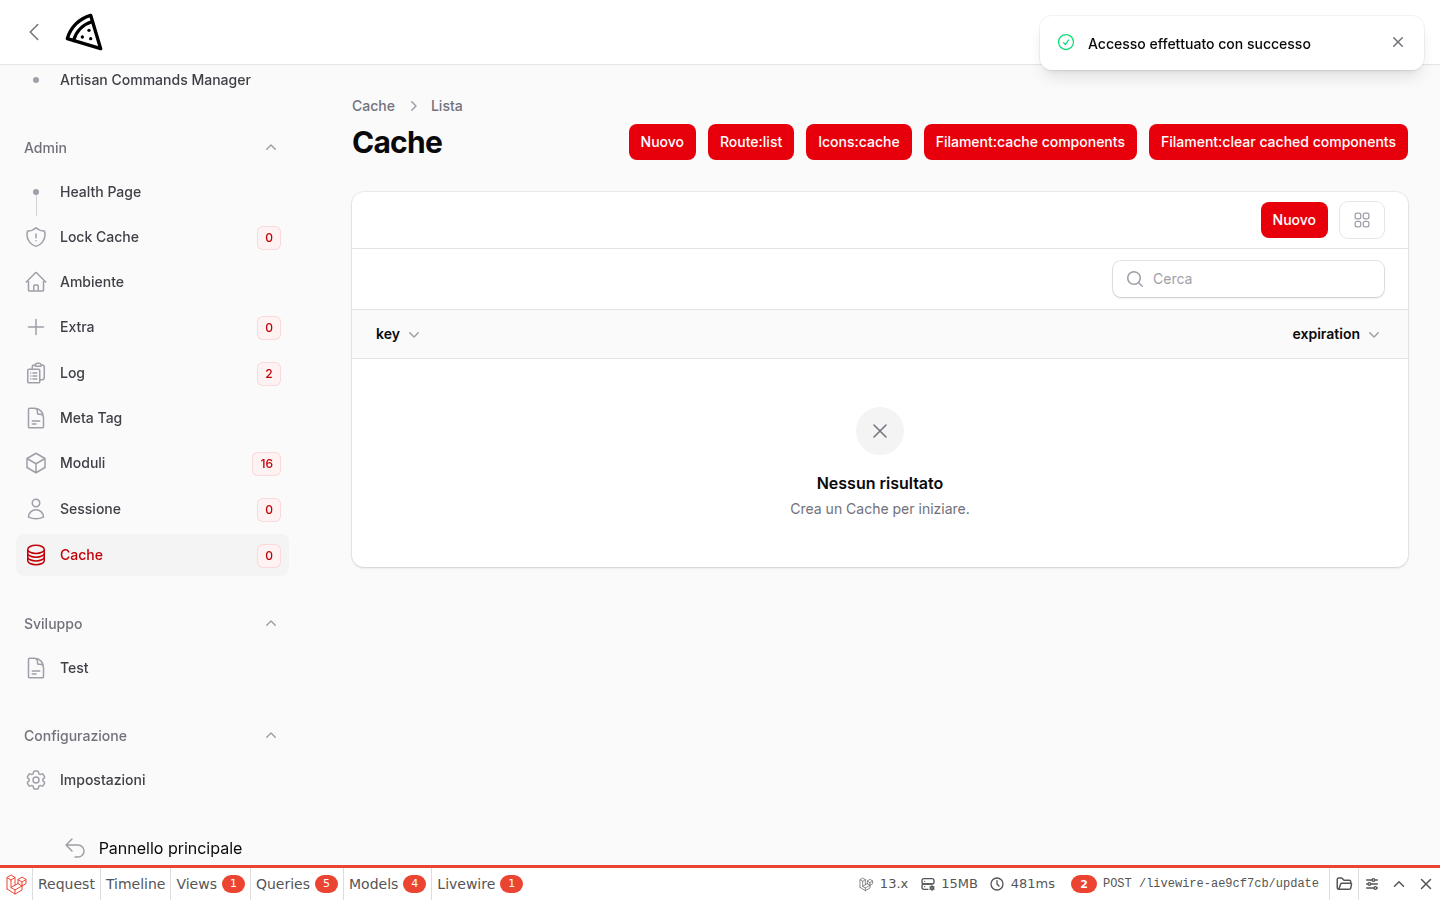 Accesso effettuato con successo
Artisan Commands Manager
Admin
Health Page
Lock Cache 0
Ambiente
Extra 0
Log 2
Meta Tag
Moduli 16
Sessione 0
Cache 0
Sviluppo
Test
Configurazione
Impostazioni
Pannello principale
Cache Lista
Cache
Nuovo Route:list Icons:cache Filament:cache components Filament:clear cached components
Nuovo
Cerca
key expiration
Nessun risultato
Crea un Cache per iniziare.
Request Timeline Views 1 Queries 5 Models 4 Livewire 1 13.x 15MB 481ms 2 POST /livewire-ae9cf7cb/update